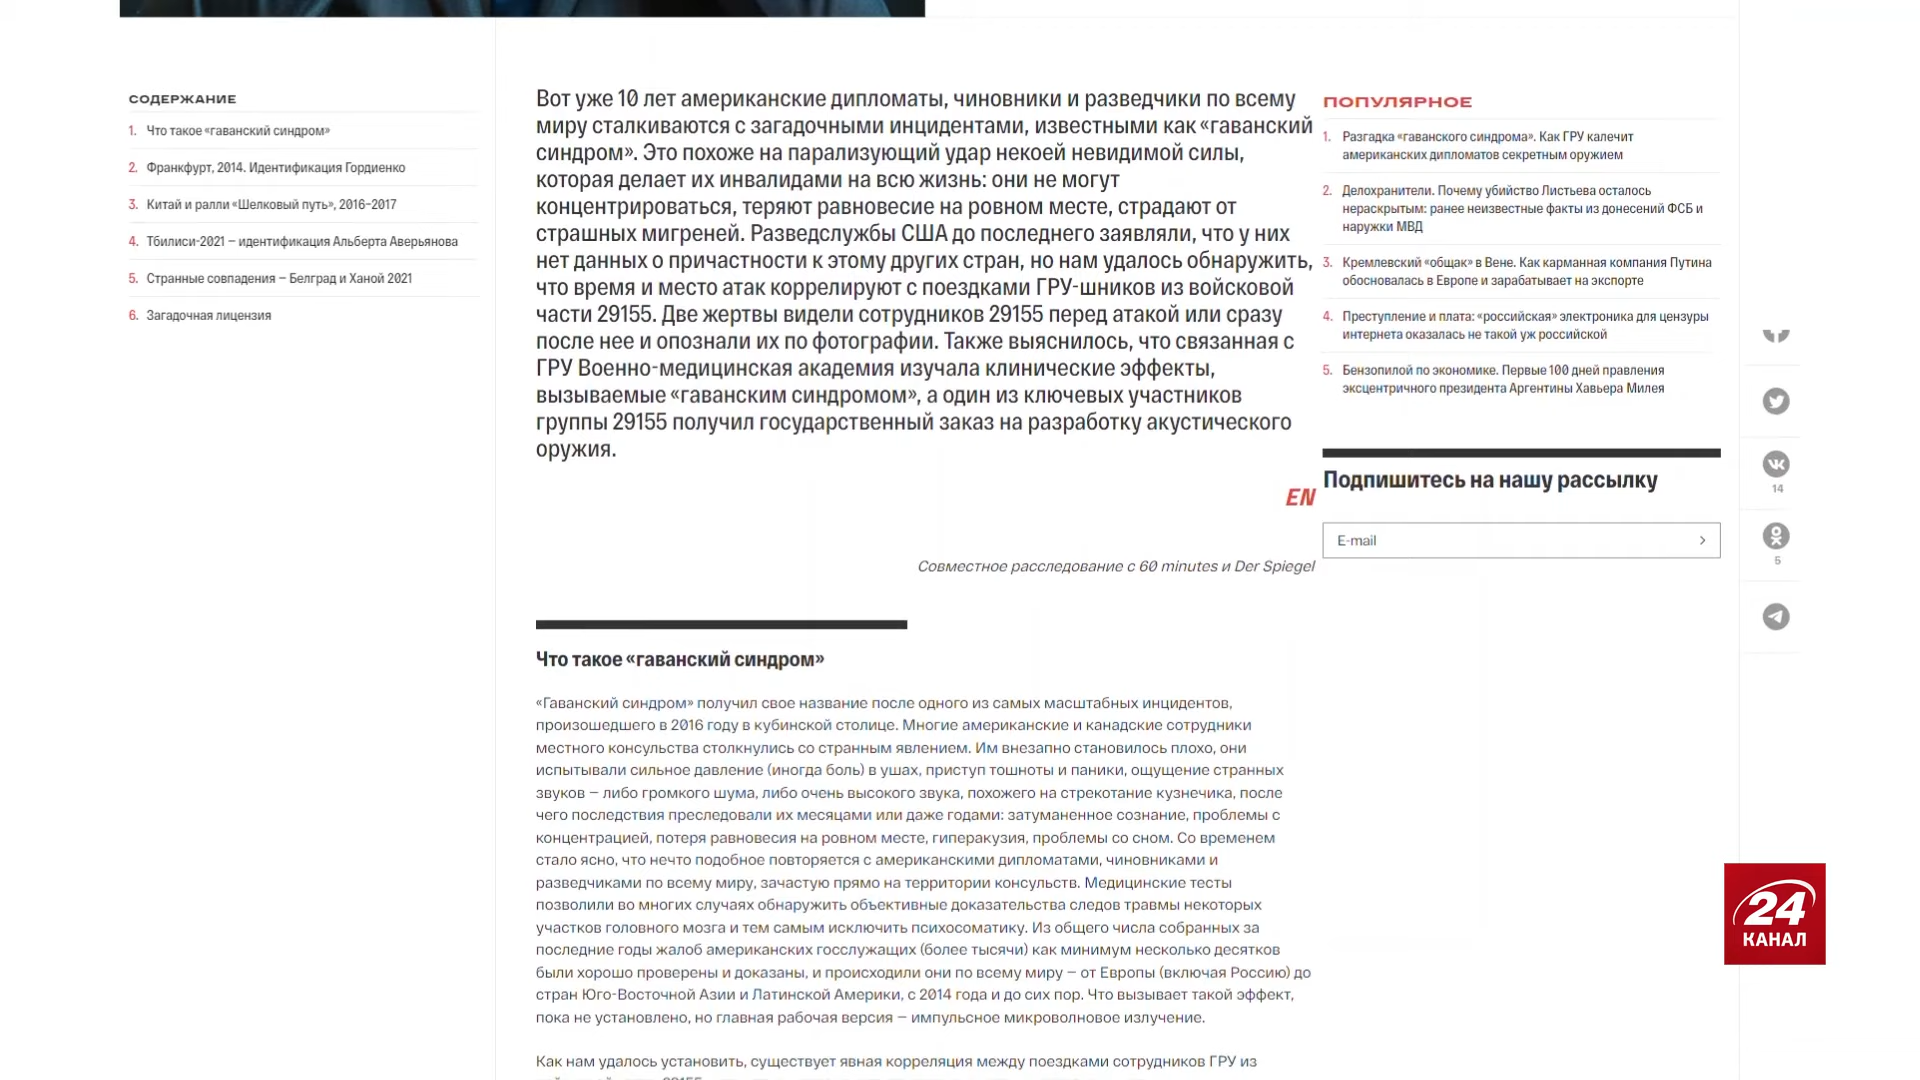 СОДЕРЖАНИЕ
1. Что такое «гаванский синдром»
2. Франкфурт, 2014. Идентификация Гордиенко
3. Китай и ралли «Шелковый путь», 2016–2017
4. Тбилиси-2021 — идентификация Альберта Аверьянова
5. Странные совпадения — Белград и Ханой 2021
6. Загадочная лицензия
Вот уже 10 лет американские дипломаты, чиновники и разведчики по всему
миру сталкиваются с загадочными инцидентами, известными как «гаванский
синдром». Это похоже на парализующий удар некоей невидимой силы,
которая делает их инвалидами на всю жизнь: они не могут
концентрироваться, теряют равновесие на ровном месте, страдают от
страшных мигреней. Разведслужбы США до последнего заявляли, что у них
нет данных о причастности к этому других стран, но нам удалось обнаружить,
что время и место атак коррелируют с поездками ГРУ-шников из войсковой
части 29155. Две жертвы видели сотрудников 29155 перед атакой или сразу
после нее и опознали их по фотографии. Также выяснилось, что связанная с
ГРУ Военно-медицинская академия изучала клинические эффекты,
вызываемые «гаванским синдромом», а один из ключевых участников
группы 29155 получил государственный заказ на разработку акустического
оружия.
EN
Совместное расследование с 60 minutes и Der Spiegel
Что такое «гаванский синдром»
«Гаванский синдром» получил свое название после одного из самых масштабных инцидентов,
произошедшего в 2016 году в кубинской столице. Многие американские и канадские сотрудники
местного консульства столкнулись со странным явлением. Им внезапно становилось плохо, они
испытывали сильное давление (иногда боль) в ушах, приступ тошноты и паники, ощущение странных
звуков — либо громкого шума, либо очень высокого звука, похожего на стрекотание кузнечика, после
чего последствия преследовали их месяцами или даже годами: затуманенное сознание, проблемы с
концентрацией, потеря равновесия на ровном месте, гиперакузия, проблемы со сном. Со временем
стало ясно, что нечто подобное повторяется с американскими дипломатами, чиновниками и
разведчиками по всему миру, зачастую прямо на территории консульств. Медицинские тесты
позволили во многих случаях обнаружить объективные доказательства следов травмы некоторых
участков головного мозга и тем самым исключить психосоматику. Из общего числа собранных за
последние годы жалоб американских госслужащих (более тысячи) как минимум несколько десятков
были хорошо проверены и доказаны, и происходили они по всему миру — от Европы (включая Россию) до
стран Юго-Восточной Азии и Латинской Америки, с 2014 года и до сих пор. Что вызывает такой эффект,
пока не установлено, но главная рабочая версия — импульсное микроволновое излучение.
Как нам удалось установить, существует явная корреляция между поездками сотрудников ГРУ из
ПОПУЛЯРНОЕ
1. Разгадка «гаванского синдрома». Как ГРУ калечит
американских дипломатов секретным оружием
2. Делохранители. Почему убийство Листьева осталось
нераскрытым: ранее неизвестные факты из донесений ФСБ и
наружки МВД
3. Кремлевский «общак» в Вене. Как карманная компания Путина
обосновалась в Европе и зарабатывает на экспорте
4. Преступление и плата: «российская» электроника для цензуры
интернета оказалась не такой уж российской
5. Бензопилой по экономике. Первые 100 дней правления
эксцентричного президента Аргентины Хавьера Милея
Подпишитесь на нашу рассылку
E-mail
14
5
24
КАНАЛ